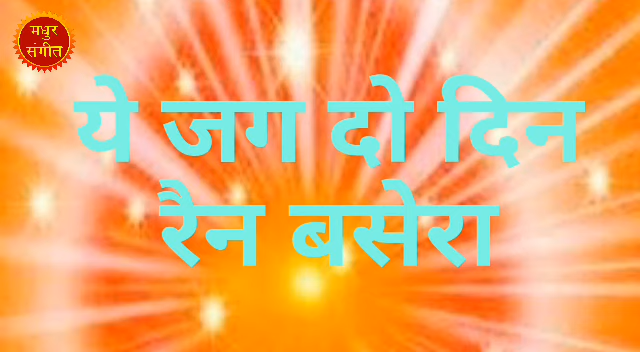 मधुर
संगीत
ये जग दो दिन
रैन बसेरा